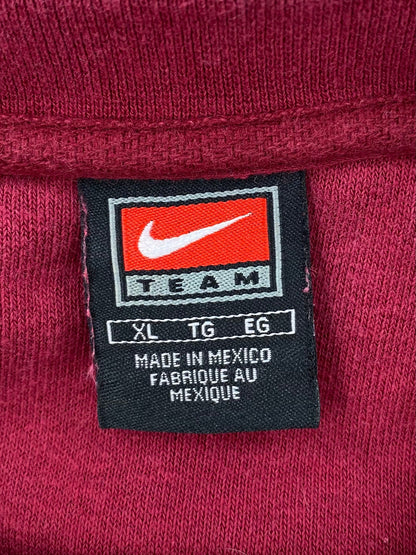 TEAM
XL TG EG
MADE IN MEXICO
FABRIQUE AU
MEXIQUE